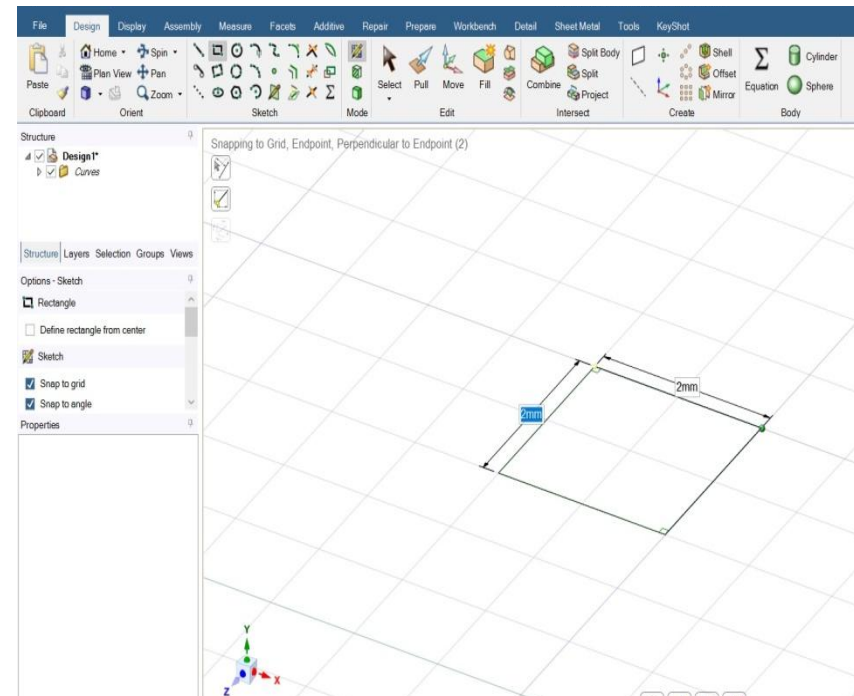 File Design Display Assembly Measure Facets Additive Repair Prepare Workbench Detail Sheet Metal Tools KeyShot
Home Spin Split Body Shell Cylinder
Plan View Pan Split Offset
Paste Select Pull Move Fill Combine Equation Sphere
Zoom Project Mirror
Clipboard Orient Sketch Mode Edit Intersect Create Body
Structure
Design1*
Curves
Structure Layers Selection Groups Views
Options - Sketch
Rectangle
Define rectangle from center
Sketch
Snap to grid
Snap to angle
Properties
Snapping to Grid, Endpoint, Perpendicular to Endpoint (2)
2mm
2mm
Y
X
Z